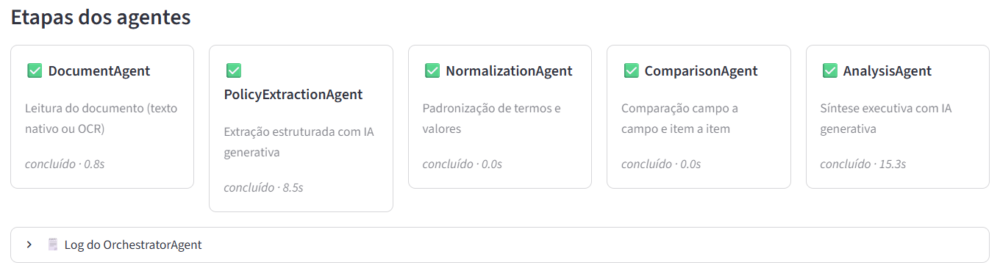 Etapas dos agentes
✅ DocumentAgent
Leitura do documento (texto
nativo ou OCR)
concluído · 0.8s
✅
PolicyExtractionAgent
Extração estruturada com IA
generativa
concluído · 8.5s
✅ NormalizationAgent
Padronização de termos e
valores
concluído · 0.0s
✅ ComparisonAgent
Comparação campo a
campo e item a item
concluído · 0.0s
✅ AnalysisAgent
Síntese executiva com IA
generativa
concluído · 15.3s
Log do OrchestratorAgent